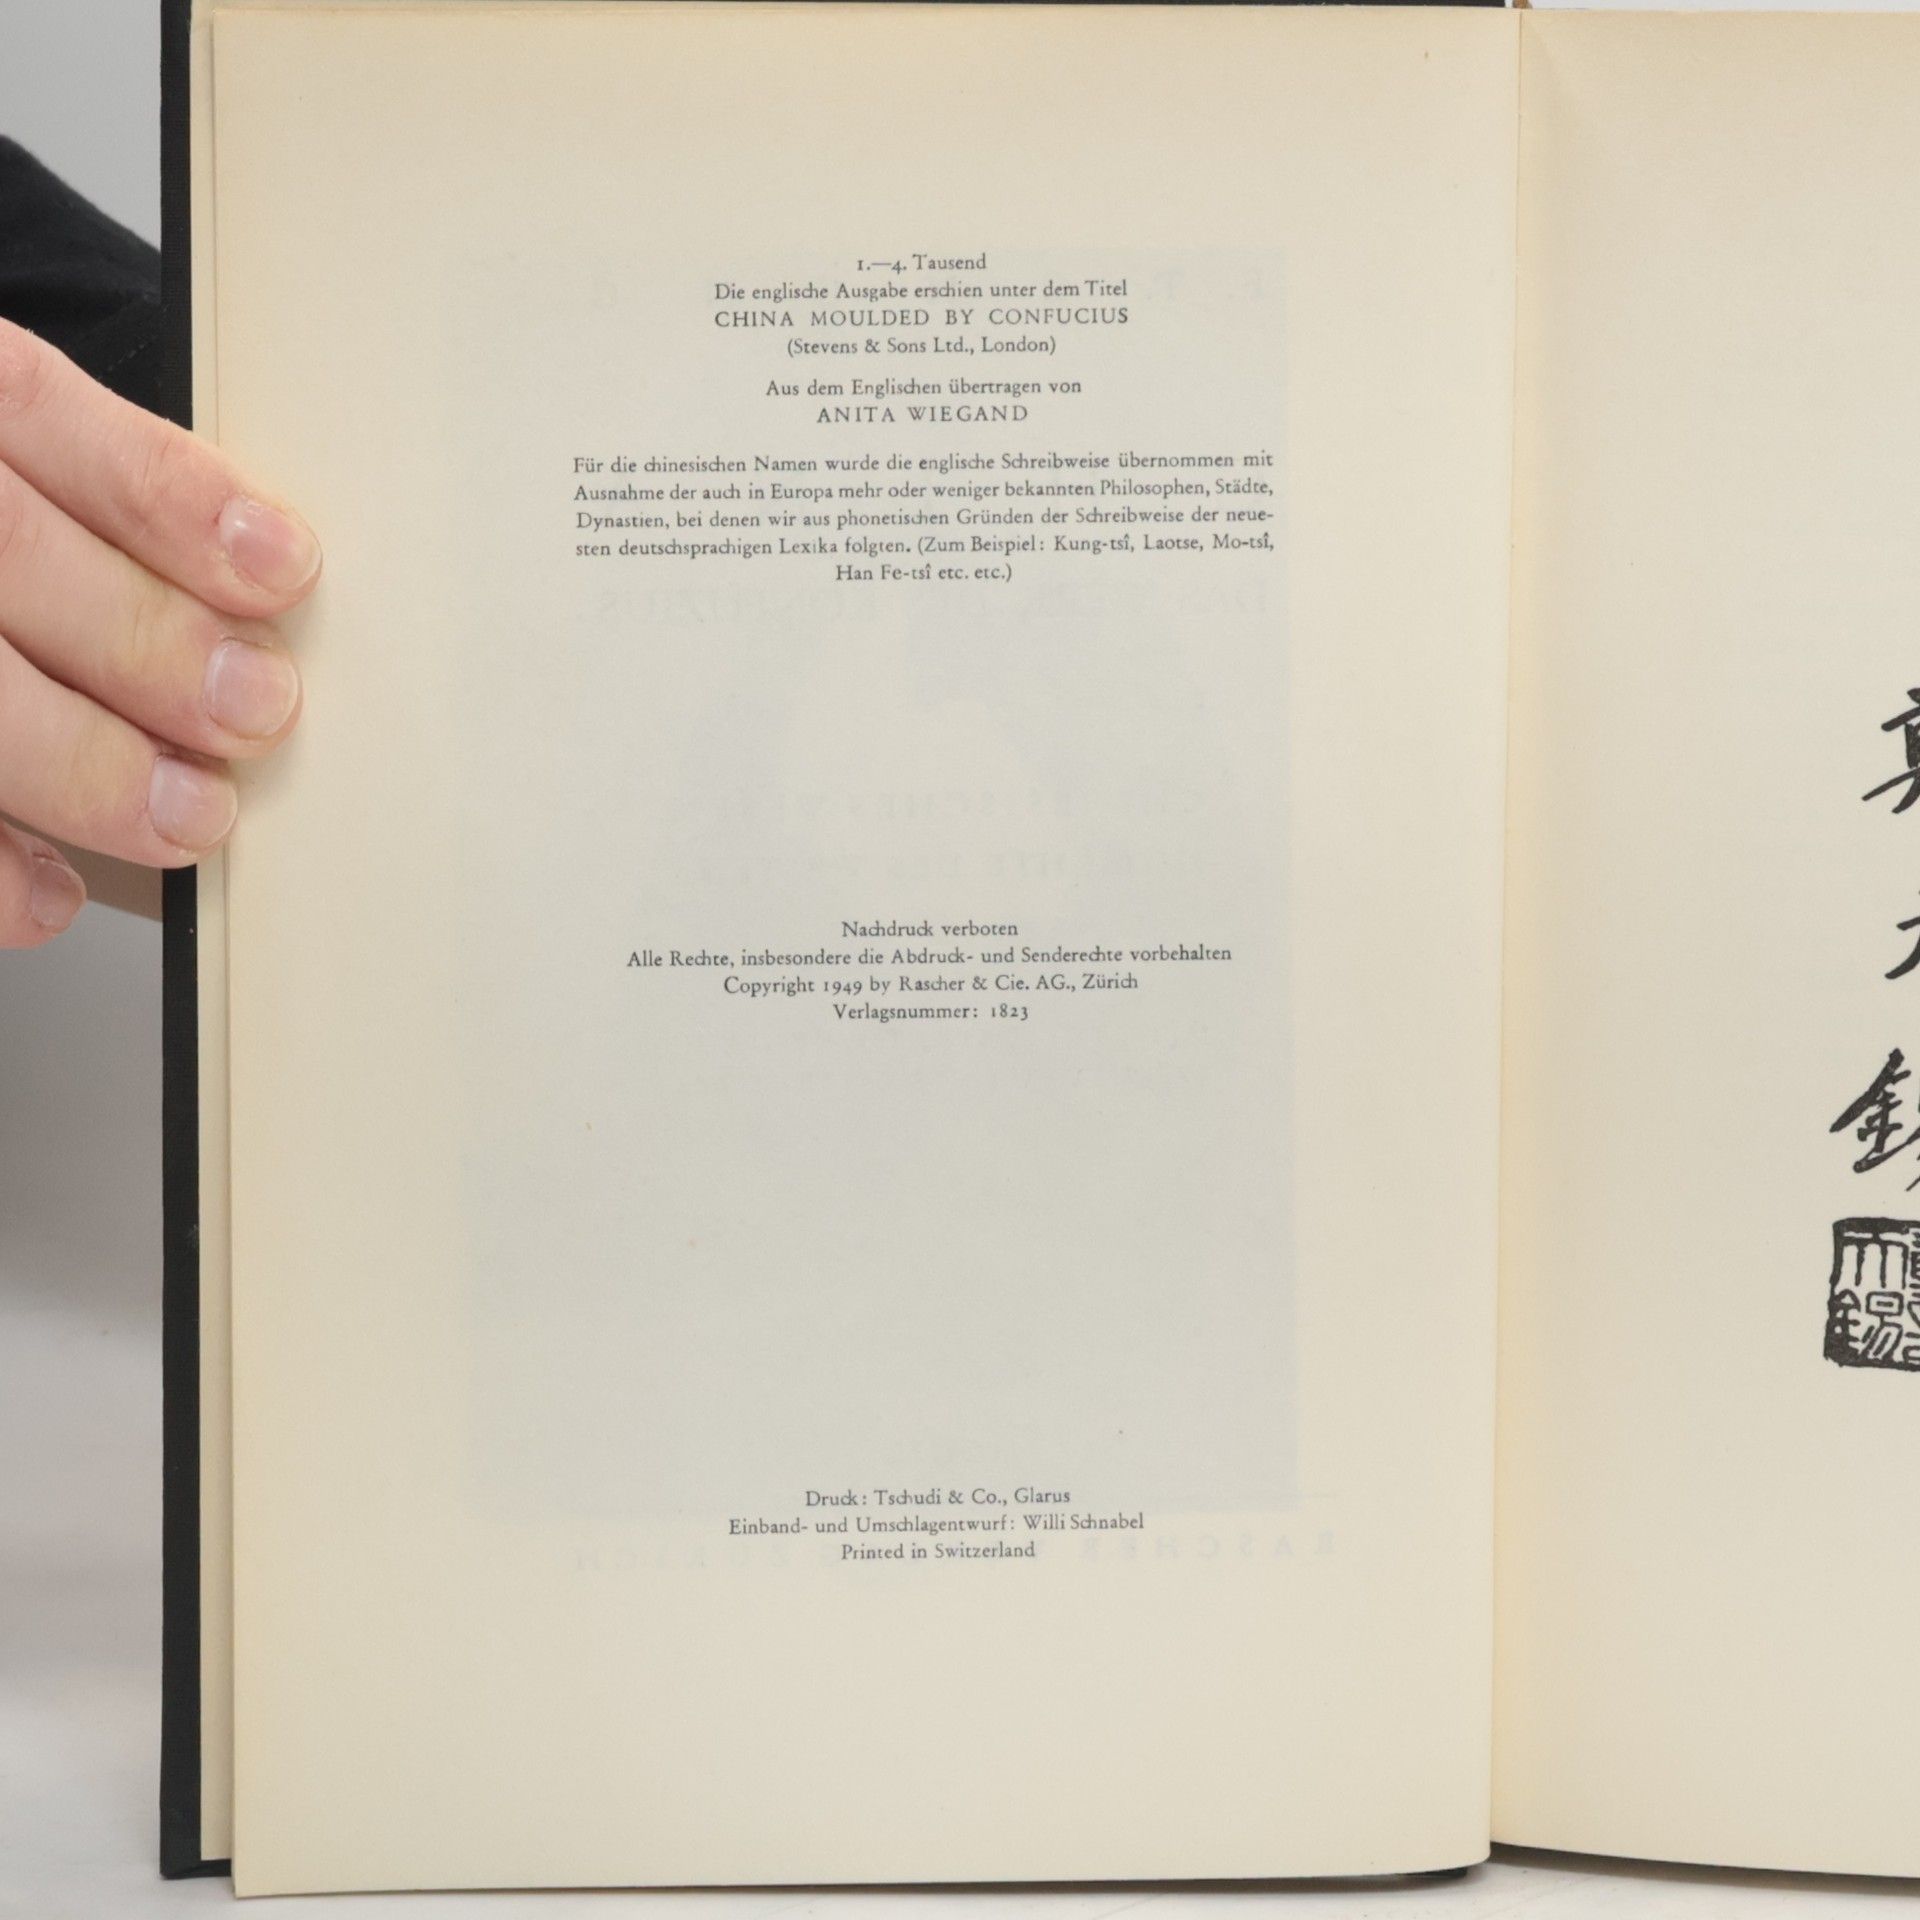 1.—4. Tausend
Die englische Ausgabe erschien unter dem Titel
CHINA MOULDED BY CONFUCIUS
(Stevens & Sons Ltd., London)
Aus dem Englischen übertragen von
ANITA WIEGAND
Für die chinesischen Namen wurde die englische Schreibweise übernommen mit
Ausnahme der auch in Europa mehr oder weniger bekannten Philosophen, Städte,
Dynastien, bei denen wir aus phonetischen Gründen der Schreibweise der neue-
sten deutschsprachigen Lexika folgten. (Zum Beispiel: Kung-tsî, Laotse, Mo-tsî,
Han Fe-tsî etc. etc.)
Nachdruck verboten
Alle Rechte, insbesondere die Abdruck- und Senderechte vorbehalten
Copyright 1949 by Rascher & Cie. AG., Zürich
Verlagsnummer: 1823
Druck: Tschudi & Co., Glarus
Einband- und Umschlagentwurf: Willi Schnabel
Printed in Switzerland